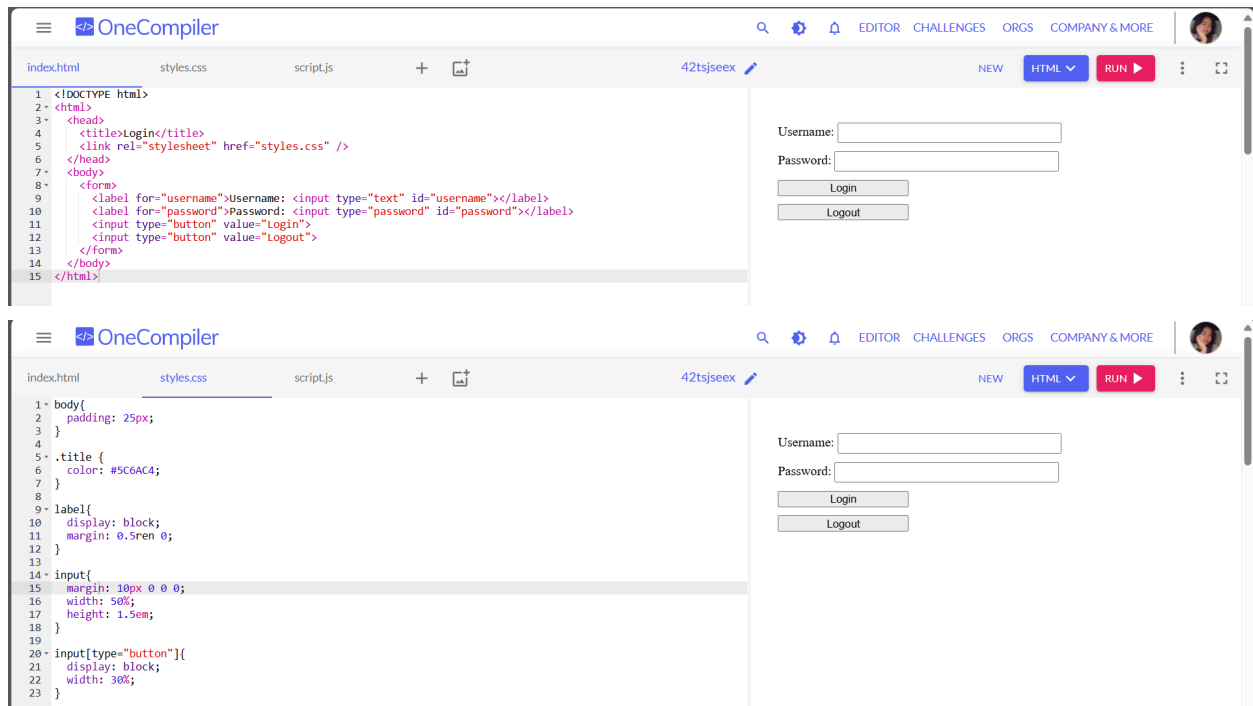 </> OneCompiler EDITOR CHALLENGES ORGS COMPANY & MORE
index.html styles.css script.js + 42tsjseex NEW HTML RUN
1 <!DOCTYPE html>
2 <html>
3 <head>
4 <title>Login</title>
5 <link rel="stylesheet" href="styles.css" />
6 </head>
7 <body>
8 <form>
9 <label for="username">Username: <input type="text" id="username"></label>
10 <label for="password">Password: <input type="password" id="password"></label>
11 <input type="button" value="Login">
12 <input type="button" value="Logout">
13 </form>
14 </body>
15 </html>
Username:
Password:
Login
Logout
</> OneCompiler EDITOR CHALLENGES ORGS COMPANY & MORE
index.html styles.css script.js + 42tsjseex NEW HTML RUN
1 body{
2 padding: 25px;
3 }
4
5 .title {
6 color: #5C6AC4;
7 }
8
9 label{
10 display: block;
11 margin: 0.5ren 0;
12 }
13
14 input{
15 margin: 10px 0 0 0;
16 width: 50%;
17 height: 1.5em;
18 }
19
20 input[type="button"]{
21 display: block;
22 width: 30%;
23 }
Username:
Password:
Login
Logout